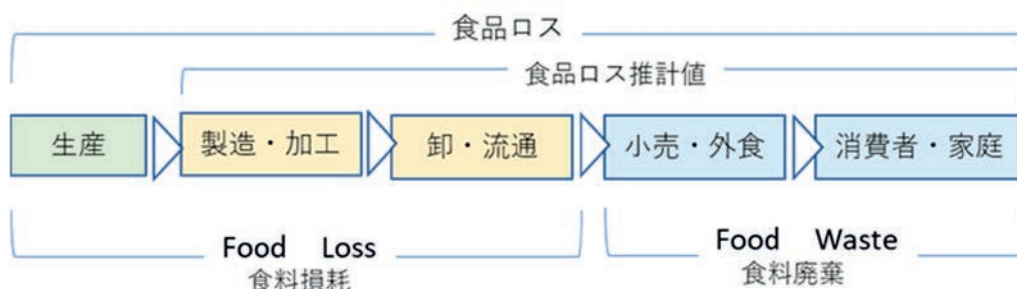 食品ロス
食品ロス推計値
生産
製造・加工
卸・流通
小売・外食
消費者・家庭
Food Loss
食料損耗
Food Waste
食料廃棄